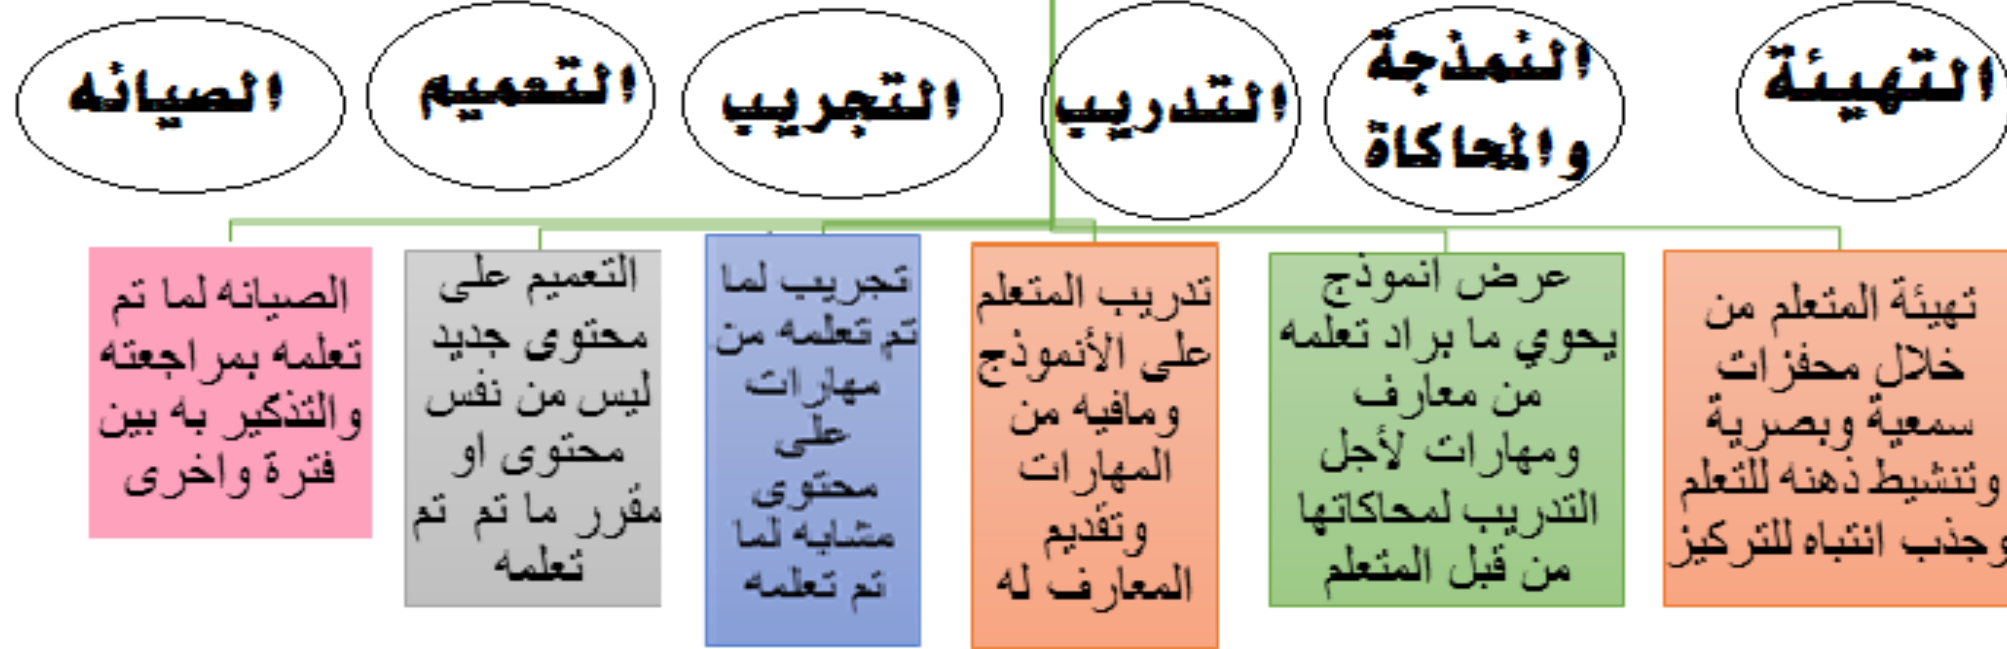 التهيئة
النمذجة
والمحاكاة
التدريب
التجريب
التعميم
الصيانه
تهيئة المتعلم من
خلال محفزات
سمعية وبصرية
وتنشيط ذهنه للتعلم
وجذب انتباه للتركيز
عرض انموذج
يحوي ما براد تعلمه
من معارف
ومهارات لأجل
التدريب لمحاكاتها
من قبل المتعلم
تدريب المتعلم
على الأنموذج
ومافيه من
المهارات
وتقديم
المعارف له
تجريب لما
تم تعلمه من
مهارات
على
محتوى
مشابه لما
تم تعلمه
التعميم على
محتوى جديد
ليس من نفس
محتوى او
مقرر ما تم تم
تعلمه
الصيانه لما تم
تعلمه بمراجعته
والتذكير به بين
فترة واخرى